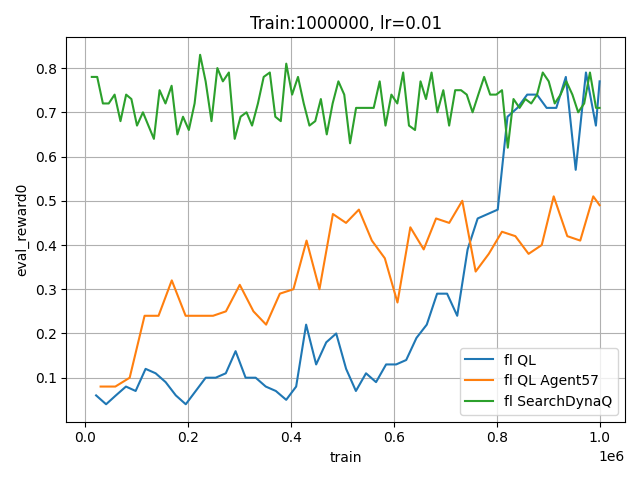 Train:1000000, lr=0.01
eval_reward0
0.8
0.7
0.6
0.5
0.4
0.3
0.2
0.1
fl QL
fl QL Agent57
fl SearchDynaQ
0.0 0.2 0.4 0.6 0.8 1.0
1e6
train